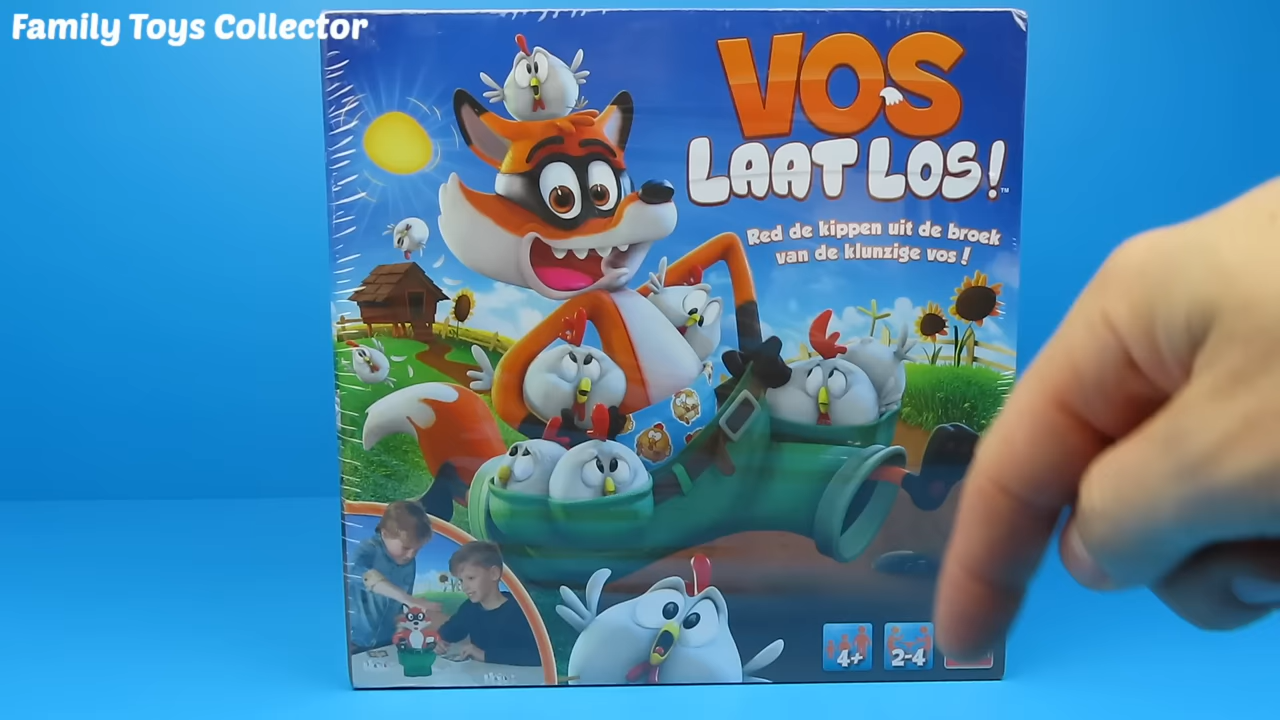 Family Toys Collector
VOS
LAAT LOS!™
Red de kippen uit de broek
van de klunzige vos!
4+
2-4